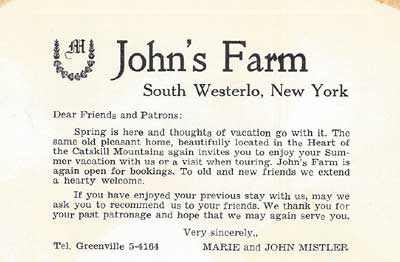 M
John's Farm
South Westerlo, New York
Dear Friends and Patrons:
Spring is here and thoughts of vacation go with it. The
same old pleasant home, beautifully located in the Heart of
the Catskill Mountains again invites you to enjoy your Sum-
mer vacation with us or a visit when touring. John's Farm is
again open for bookings. To old and new friends we extend
a hearty welcome.
If you have enjoyed your previous stay with us, may we
ask you to recommend us to your friends. We thank you for
your past patronage and hope that we may again serve you.
Very sincerely,,
Tel. Greenville 5-4164 MARIE and JOHN MISTLER